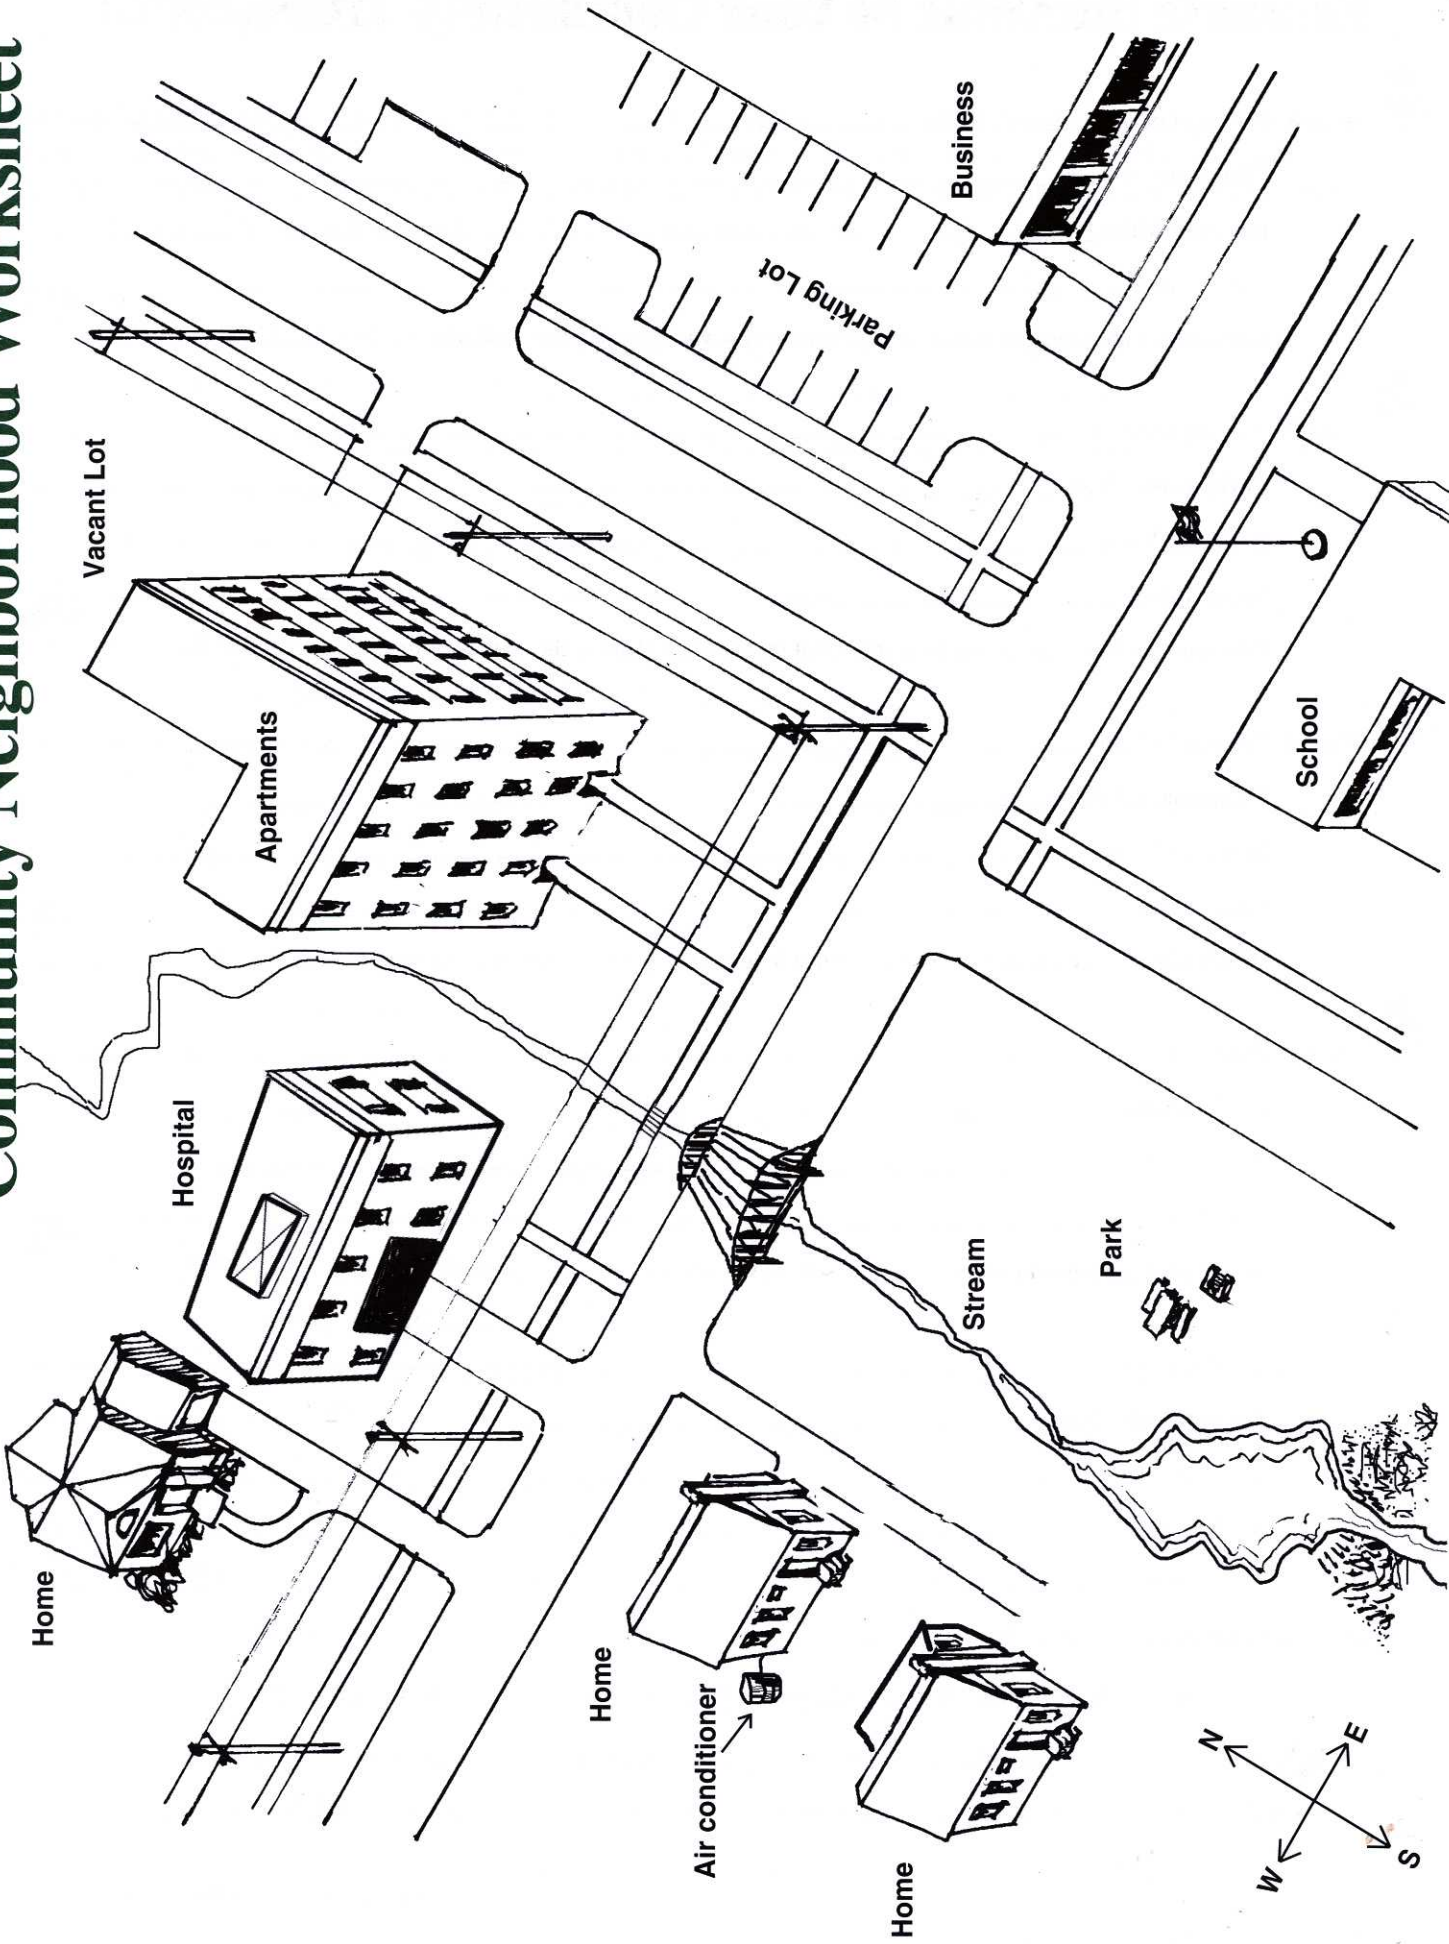 Community Neighborhood Worksheet
Vacant Lot
Business
Home
Hospital
Apartments
Parking Lot
Home
Air conditioner
Stream
School
Home
Park
N
W
E
S